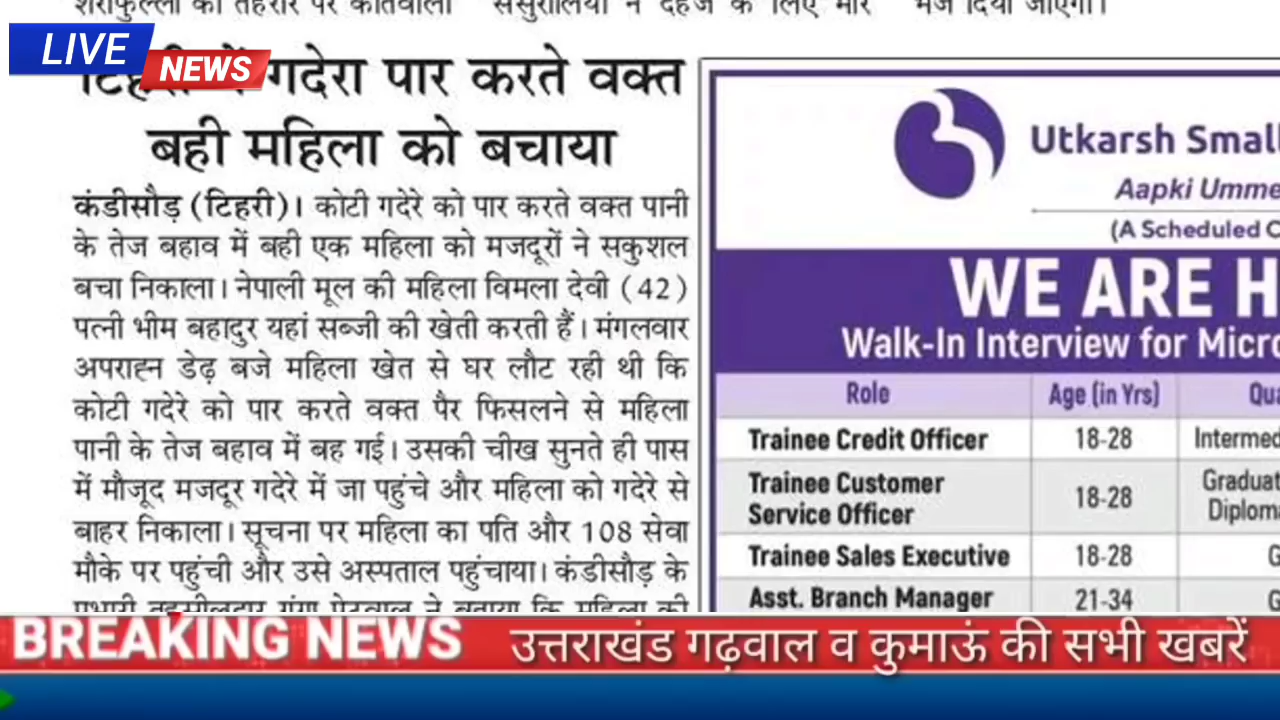 LIVE
NEWS
गदेरा पार करते वक्त
बही महिला को बचाया
कंडीसौड़ (टिहरी)। कोटी गदेरे को पार करते वक्त पानी
के तेज बहाव में बही एक महिला को मजदूरों ने सकुशल
बचा निकाला। नेपाली मूल की महिला विमला देवी (42)
पत्नी भीम बहादुर यहां सब्जी की खेती करती हैं। मंगलवार
अपराह्न डेढ़ बजे महिला खेत से घर लौट रही थी कि
कोटी गदेरे को पार करते वक्त पैर फिसलने से महिला
पानी के तेज बहाव में बह गई। उसकी चीख सुनते ही पास
में मौजूद मजदूर गदेरे में जा पहुंचे और महिला को गदेरे से
बाहर निकाला। सूचना पर महिला का पति और 108 सेवा
मौके पर पहुंची और उसे अस्पताल पहुंचाया। कंडीसौड़ के
Utkarsh Small
Aapki Umme
(A Scheduled C
WE ARE H
Walk-In Interview for Micro
Role Age (in Yrs) Qua
Trainee Credit Officer 18-28 Intermed
Trainee Customer Service Officer 18-28 Graduat
Diplom
Trainee Sales Executive 18-28 G
Asst. Branch Manager 21-34 G
BREAKING NEWS उत्तराखंड गढ़वाल व कुमाऊं की सभी खबरें